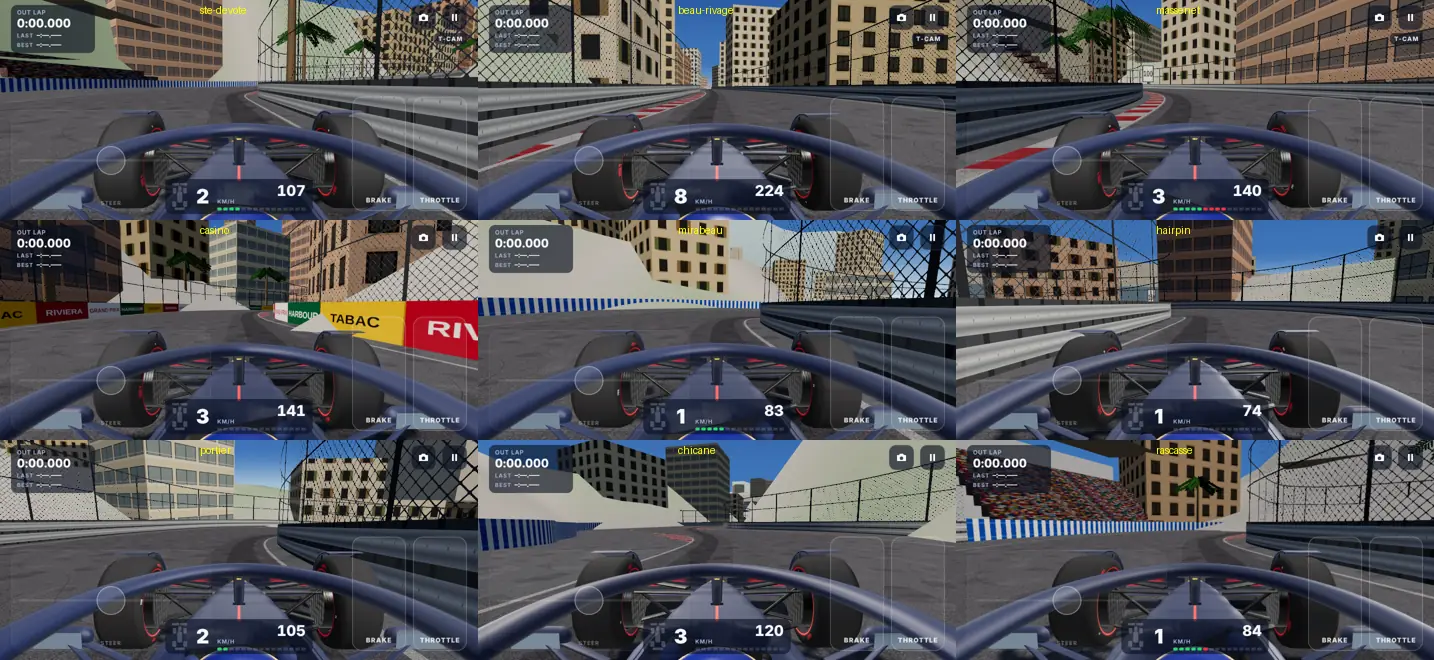 ste-devote
OUT LAP
0:00.000
LAST
BEST
T-CAM
STEER
2
KM/H
107
BRAKE
THROTTLE
beau-rivage
OUT LAP
0:00.000
LAST
BEST
T-CAM
STEER
8
KM/H
224
BRAKE
THROTTLE
massenet
OUT LAP
0:00.000
LAST
BEST
T-CAM
STEER
3
KM/H
140
BRAKE
THROTTLE
casino
OUT LAP
0:00.000
LAST
BEST
AC
RIVIERA
GRAND PRIX
HARBOUR
TABAC
RIV
STEER
3
KM/H
141
BRAKE
THROTTLE
mirabeau
OUT LAP
0:00.000
LAST
BEST
STEER
1
KM/H
83
BRAKE
THROTTLE
hairpin
OUT LAP
0:00.000
LAST
BEST
STEER
1
KM/H
74
BRAKE
THROTTLE
portier
OUT LAP
0:00.000
LAST
BEST
STEER
2
KM/H
105
BRAKE
THROTTLE
chicane
OUT LAP
0:00.000
LAST
BEST
STEER
3
KM/H
120
BRAKE
THROTTLE
rascasse
OUT LAP
0:00.000
LAST
BEST
STEER
1
KM/H
84
BRAKE
THROTTLE